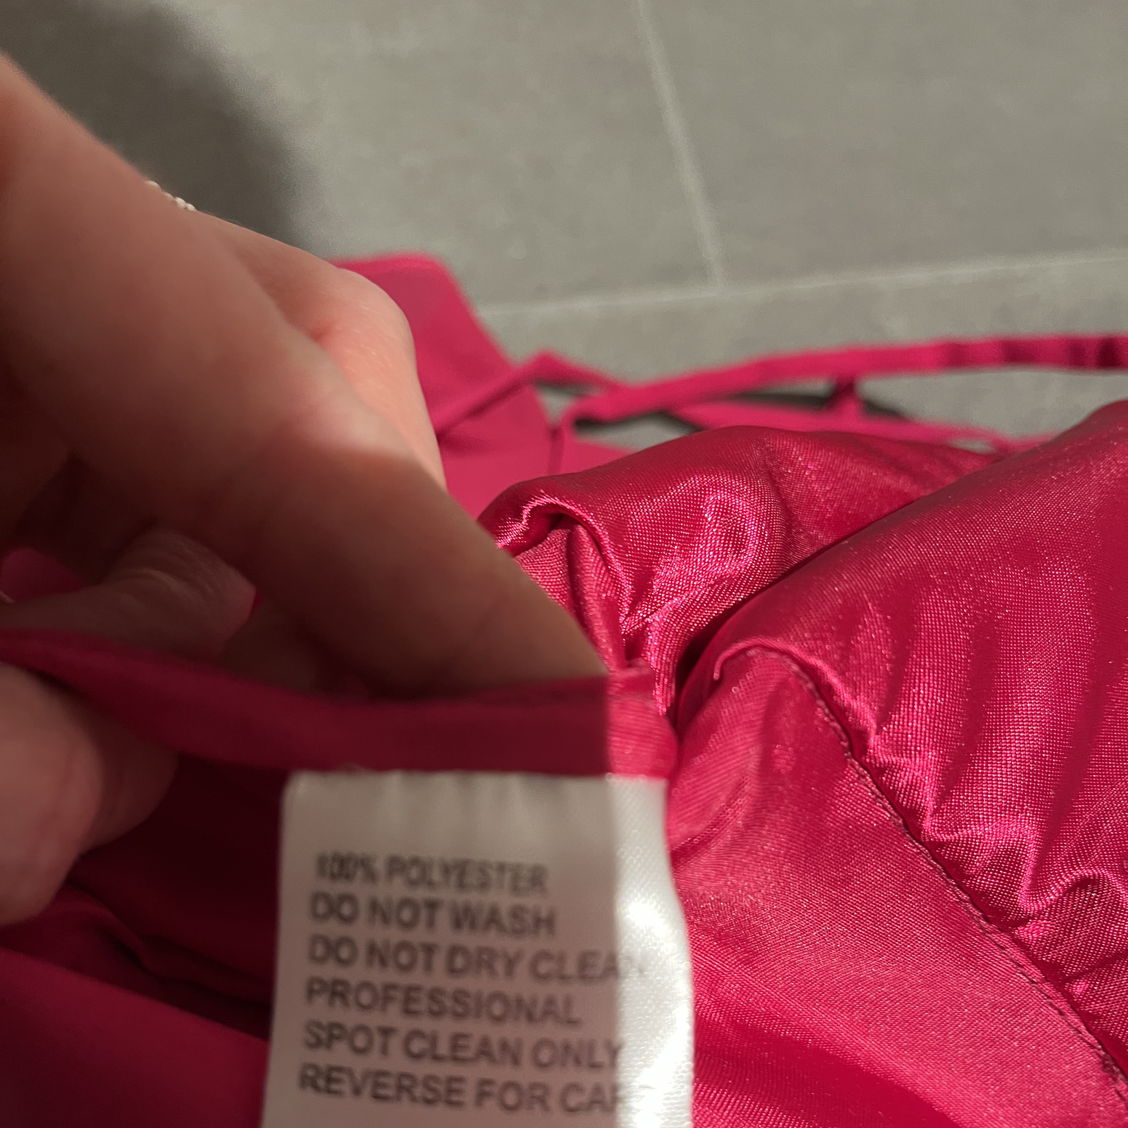 100% POLYESTER
DO NOT WASH
DO NOT DRY CLEAN
PROFESSIONAL
SPOT CLEAN ONLY
REVERSE FOR CARE